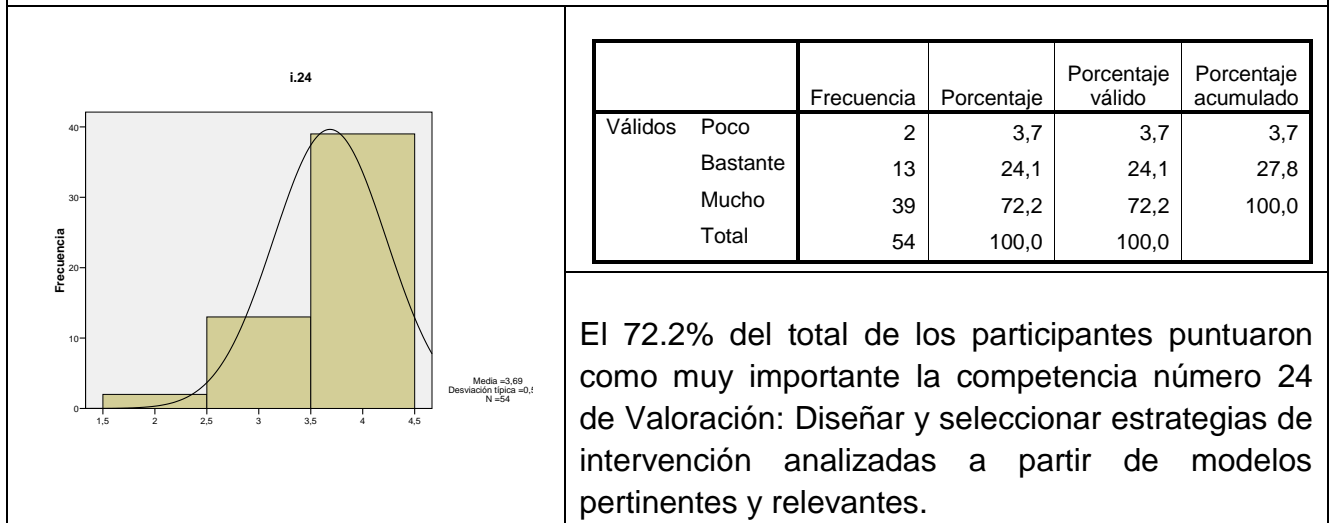 i.24
Frecuencia
40
30
20
10
0
1,5 2 2,5 3 3,5 4 4,5
Media =3,69
Desviación típica =0,5
N =54
Frecuencia Porcentaje Porcentaje válido Porcentaje acumulado
Válidos Poco 2 3,7 3,7 3,7
Bastante 13 24,1 24,1 27,8
Mucho 39 72,2 72,2 100,0
Total 54 100,0 100,0
El 72.2% del total de los participantes puntuaron
como muy importante la competencia número 24
de Valoración: Diseñar y seleccionar estrategias de
intervención analizadas a partir de modelos
pertinentes y relevantes.